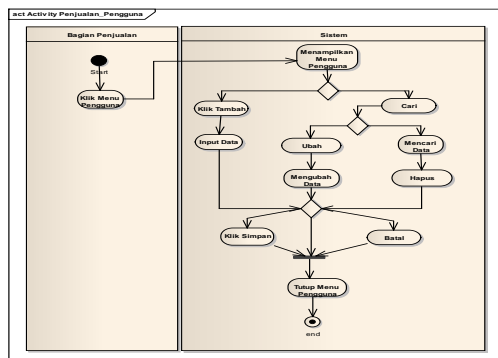 act Activity Penjualan_Pengguna
Bagian Penjualan
Sistem
Start
Klik Menu
Pengguna
Menampilkan
Menu
Pengguna
Klik Tambah
Cari
Input Data
Ubah
Mencari
Data
Mengubah
Data
Hapus
Klik Simpan
Batal
Tutup Menu
Pengguna
end